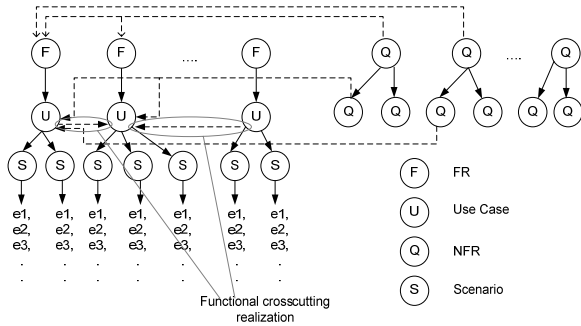 F F .... F Q Q .... Q
Q Q Q Q Q Q
U U U
S S S S S S S
e1, e1, e1, e1, e1, e1, e1,
e2, e2, e2, e2, e2, e2, e2,
e3, e3, e3, e3, e3, e3, e3,
. . . . . . .
. . . . . . .
F FR
U Use Case
Q NFR
S Scenario
Functional crosscutting
realization